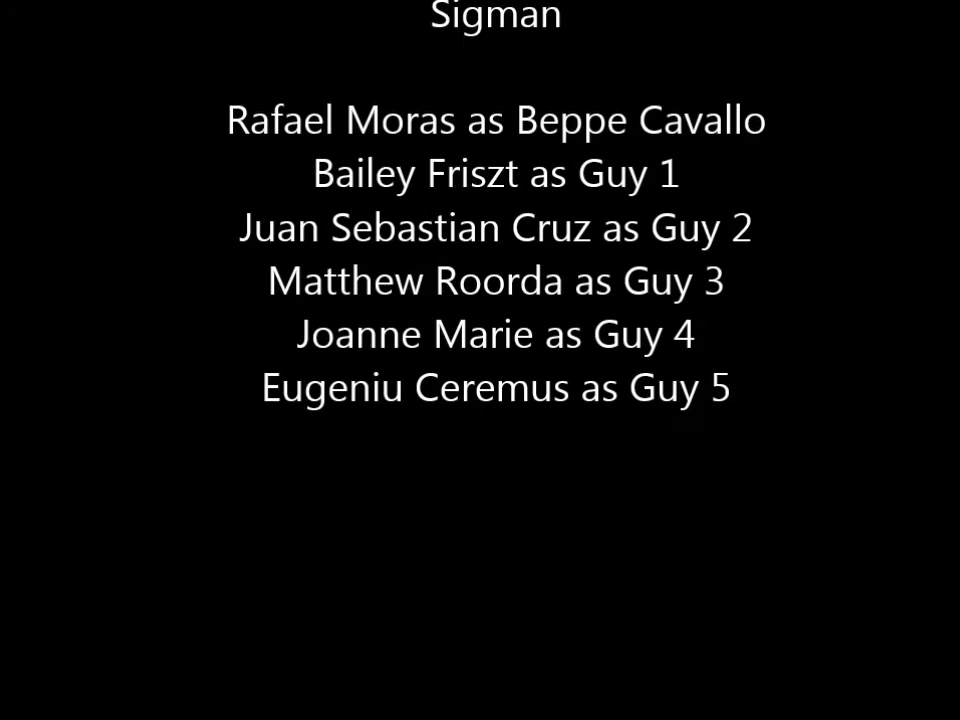 Sigman
Rafael Moras as Beppe Cavallo
Bailey Friszt as Guy 1
Juan Sebastian Cruz as Guy 2
Matthew Roorda as Guy 3
Joanne Marie as Guy 4
Eugeniu Ceremus as Guy 5